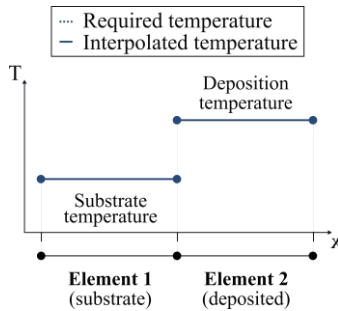 Required temperature
Interpolated temperature
T
Deposition
temperature
Substrate
temperature
x
Element 1
(substrate)
Element 2
(deposited)